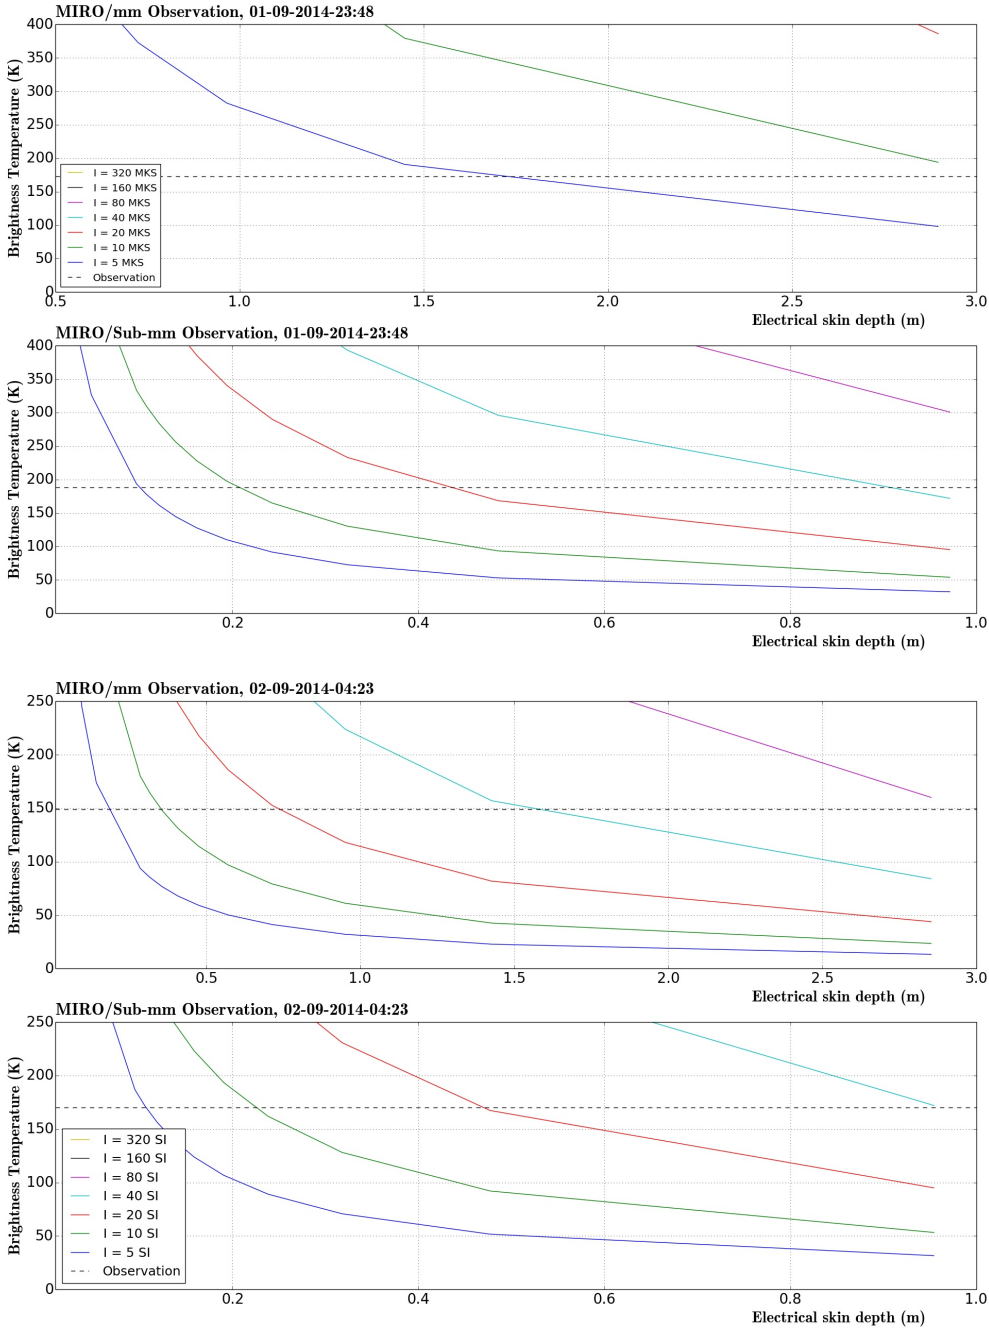 MIRO/mm Observation, 01-09-2014-23:48
400
350
300
250
200
150
100
50
0
Brightness Temperature (K)
I = 320 MKS
I = 160 MKS
I = 80 MKS
I = 40 MKS
I = 20 MKS
I = 10 MKS
I = 5 MKS
Observation
0.5 1.0 1.5 2.0 2.5 3.0
Electrical skin depth (m)
MIRO/Sub-mm Observation, 01-09-2014-23:48
400
350
300
250
200
150
100
50
0
Brightness Temperature (K)
0.2 0.4 0.6 0.8 1.0
Electrical skin depth (m)
MIRO/mm Observation, 02-09-2014-04:23
250
200
150
100
50
0
Brightness Temperature (K)
0.5 1.0 1.5 2.0 2.5 3.0
Electrical skin depth (m)
MIRO/Sub-mm Observation, 02-09-2014-04:23
250
200
150
100
50
0
Brightness Temperature (K)
I = 320 SI
I = 160 SI
I = 80 SI
I = 40 SI
I = 20 SI
I = 10 SI
I = 5 SI
Observation
0.2 0.4 0.6 0.8 1.0
Electrical skin depth (m)